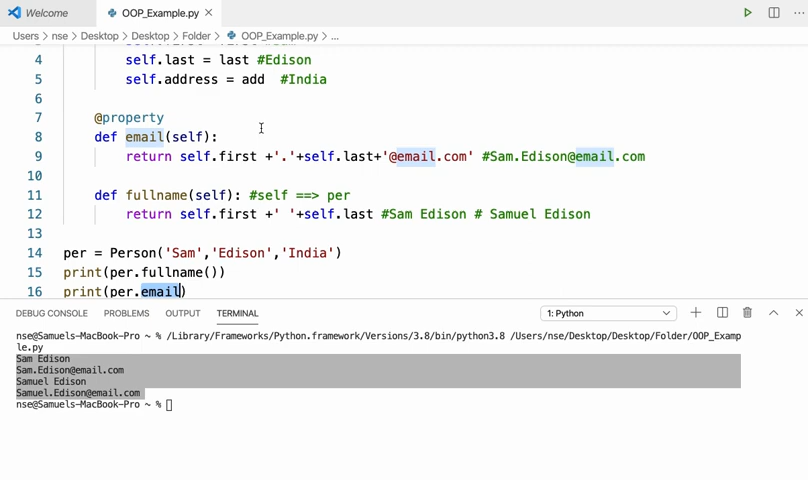 Welcome
OOP_Example.py ×
Users > nse > Desktop > Desktop > Folder > OOP_Example.py > ...
4 self.last = last #Edison
5 self.address = add #India
6
7 @property
8 def email(self):
9 return self.first +'.'+self.last+'@email.com' #Sam.Edison@email.com
10
11 def fullname(self): #self ==> per
12 return self.first +' '+self.last #Sam Edison # Samuel Edison
13
14 per = Person('Sam','Edison','India')
15 print(per.fullname())
16 print(per.email)
DEBUG CONSOLE PROBLEMS OUTPUT TERMINAL 1: Python
nse@Samuels-MacBook-Pro ~ % /Library/Frameworks/Python.framework/Versions/3.8/bin/python3.8 /Users/nse/Desktop/Desktop/Folder/OOP_Examp
le.py
Sam Edison
Sam.Edison@email.com
Samuel Edison
Samuel.Edison@email.com
nse@Samuels-MacBook-Pro ~ %